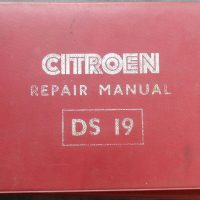 CITROEN
REPAIR MANUAL
DS 19